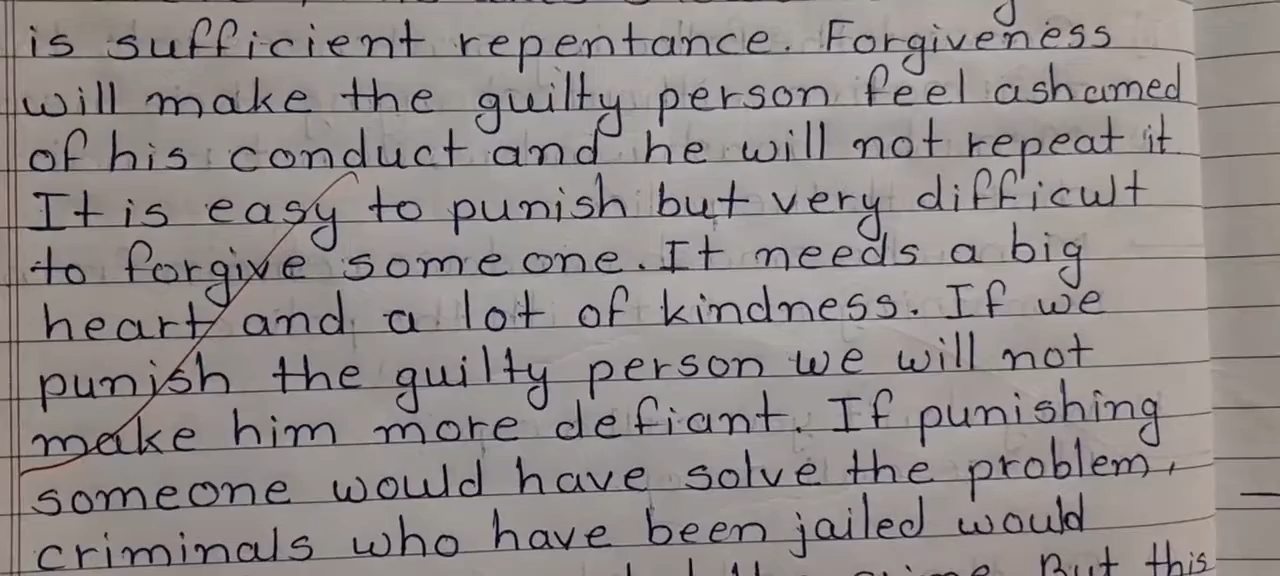 is sufficient repentance. Forgiveness
will make the guilty person feel ashamed
of his conduct and he will not repeat it
It is easy to punish but very difficult
to forgive someone. It needs a big
heart and a lot of kindness. If we
punish the guilty person we will not
make him more defiant. If punishing
someone would have solve the problem,
criminals who have been jailed would
But this